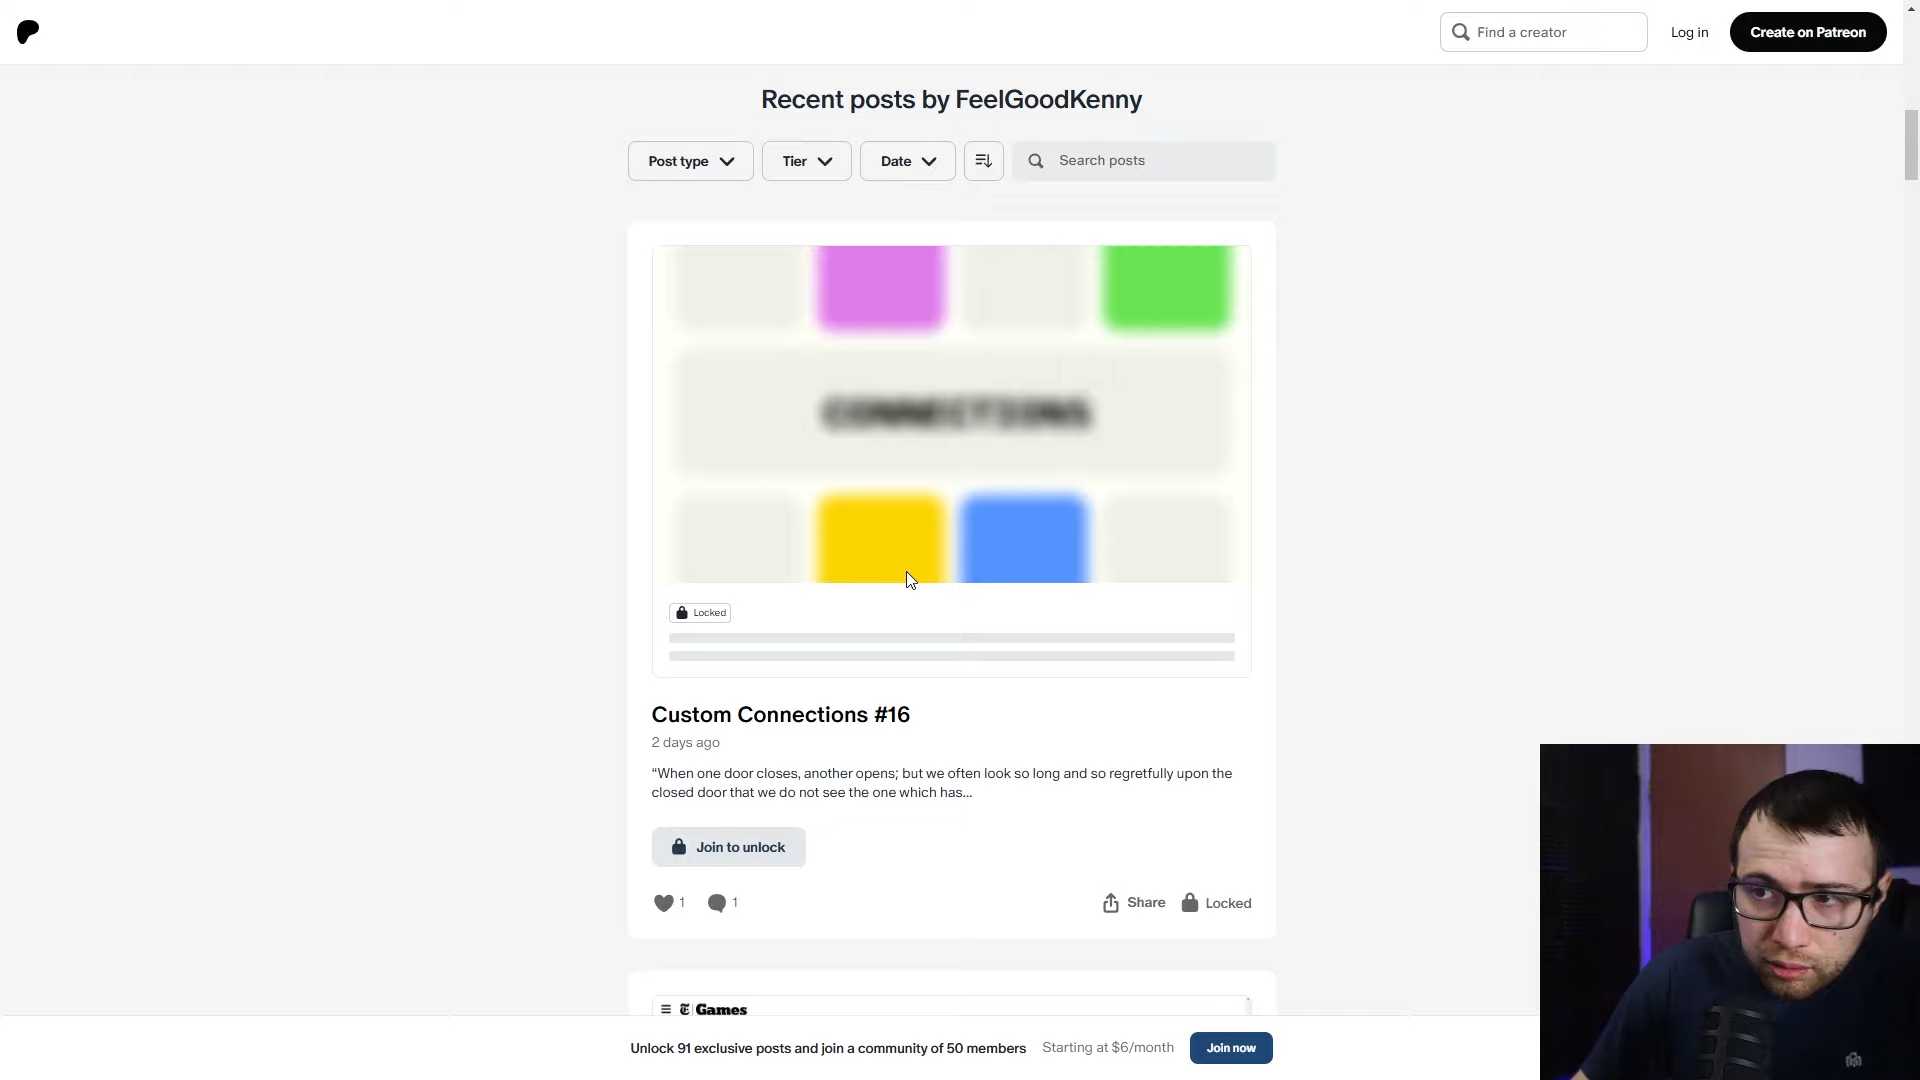 Find a creator
Log in
Create on Patreon
Recent posts by FeelGoodKenny
Post type
Tier
Date
Search posts
CONNECTIONS
Locked
Custom Connections #16
2 days ago
“When one door closes, another opens; but we often look so long and so regretfully upon the
closed door that we do not see the one which has...
Join to unlock
1
1
Share
Locked
Games
Unlock 91 exclusive posts and join a community of 50 members
Starting at $6/month
Join now